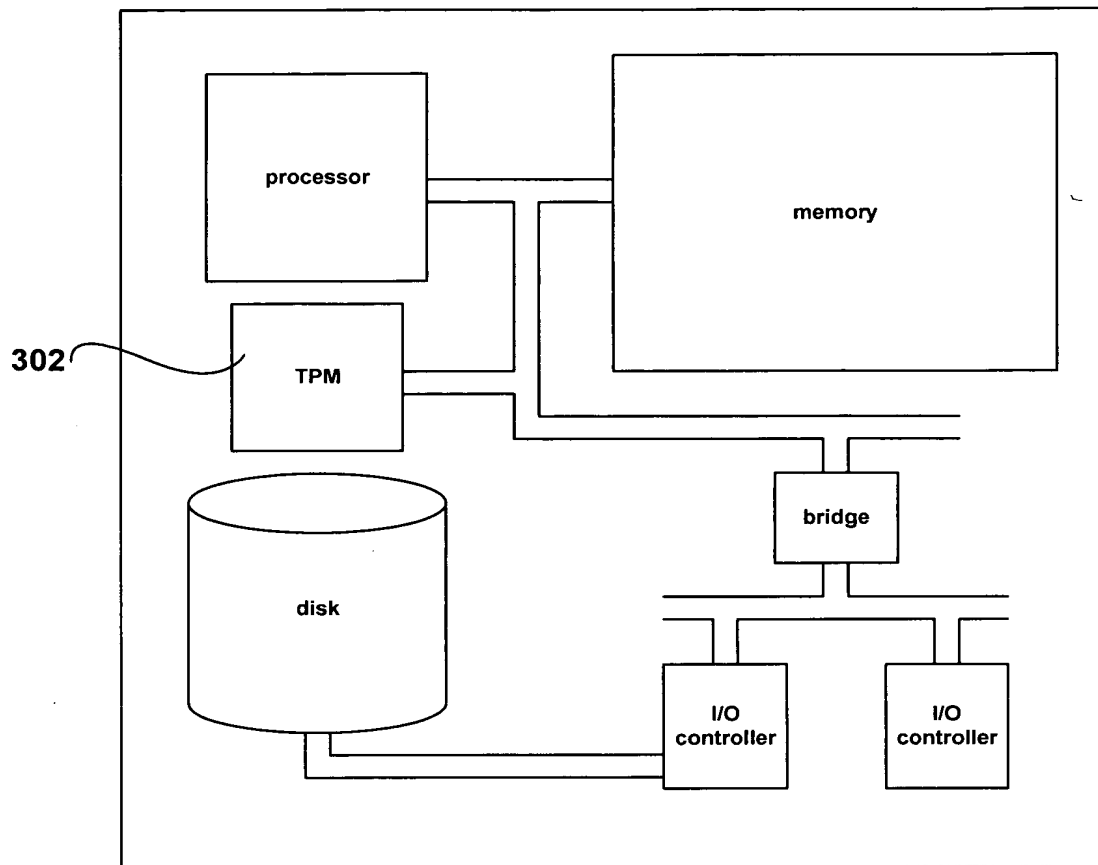 processor
memory
302
TPM
bridge
disk
I/O
controller
I/O
controller